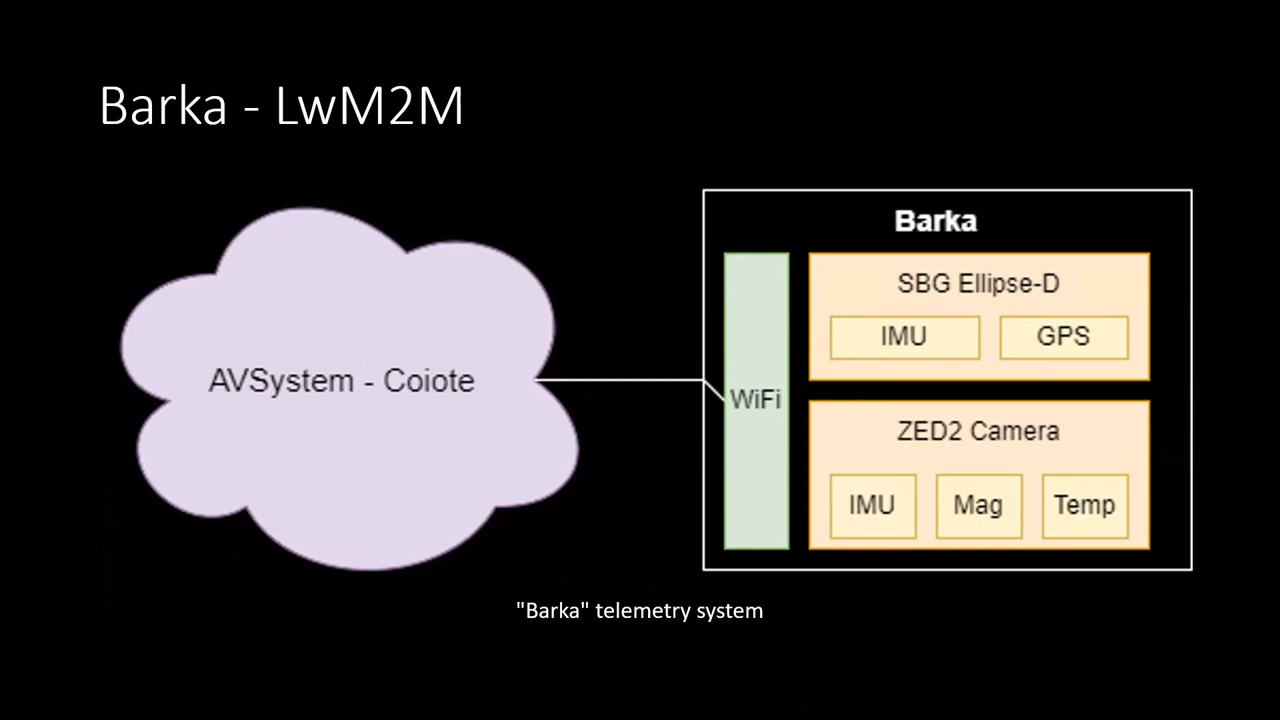 Barka - LwM2M
Barka
SBG Ellipse-D
IMU
GPS
AVSystem - Coiote
WiFi
ZED2 Camera
IMU
Mag
Temp
"Barka" telemetry system